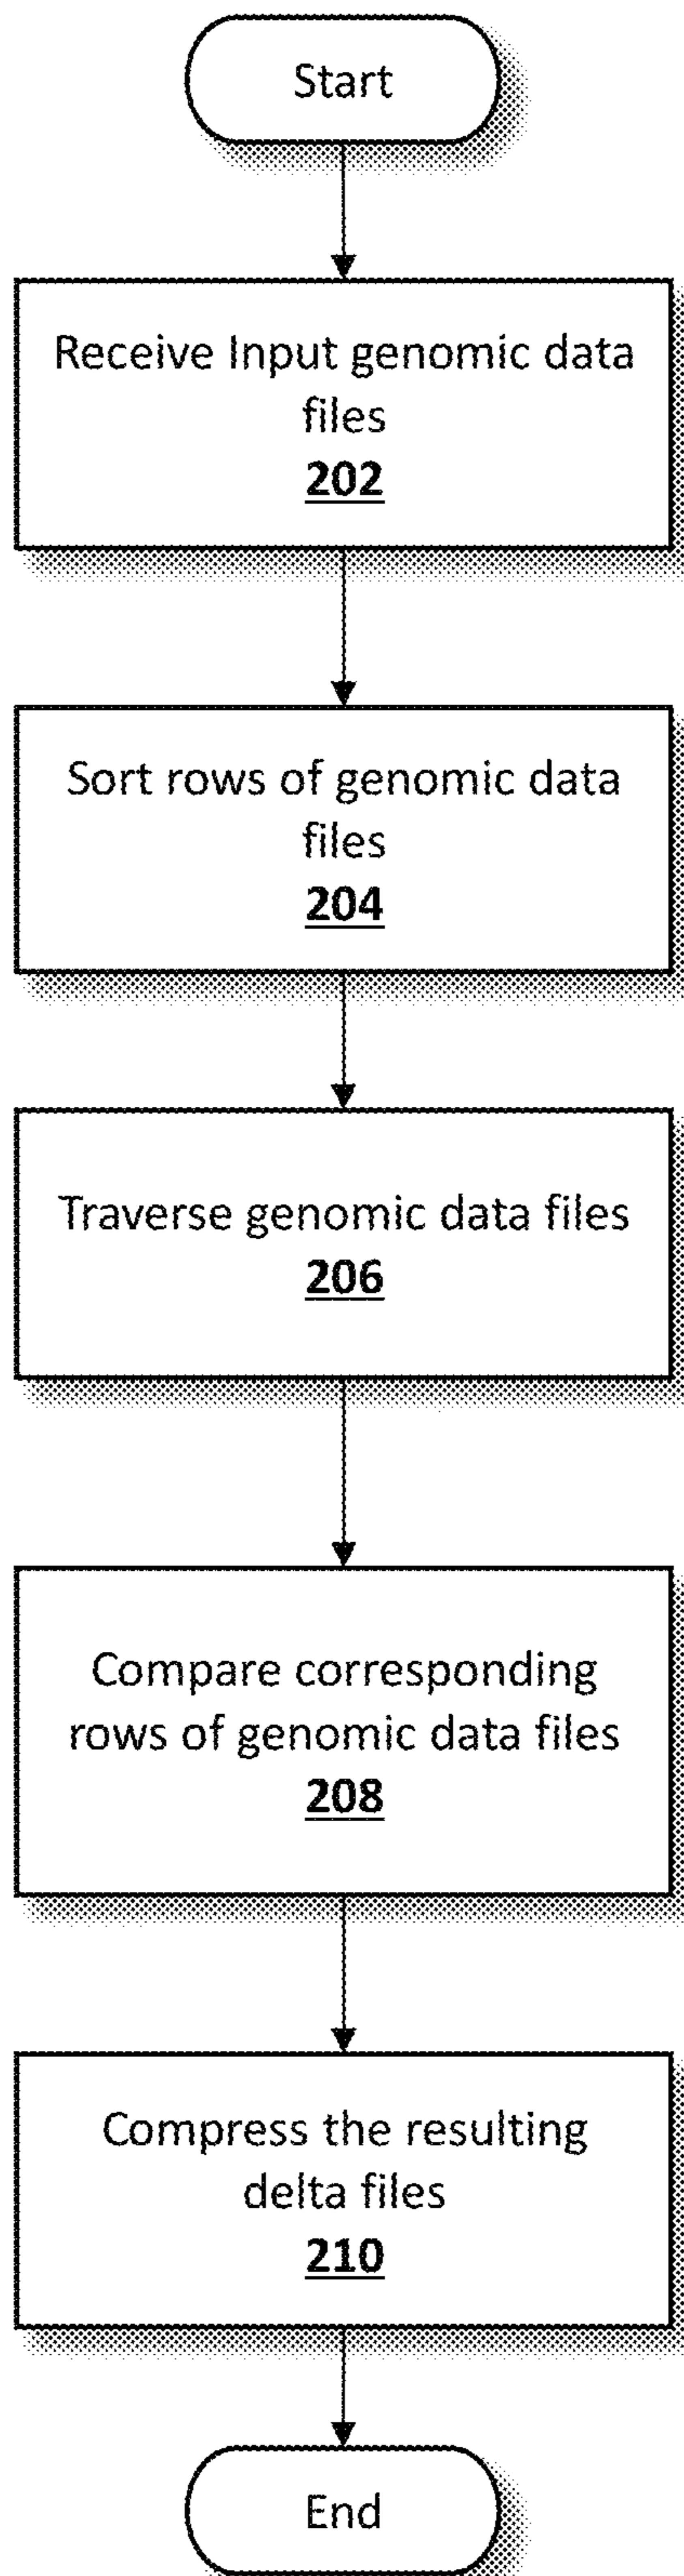 Start
Receive Input genomic data
files
202
Sort rows of genomic data
files
204
Traverse genomic data files
206
Compare corresponding
rows of genomic data files
208
Compress the resulting
delta files
210
End